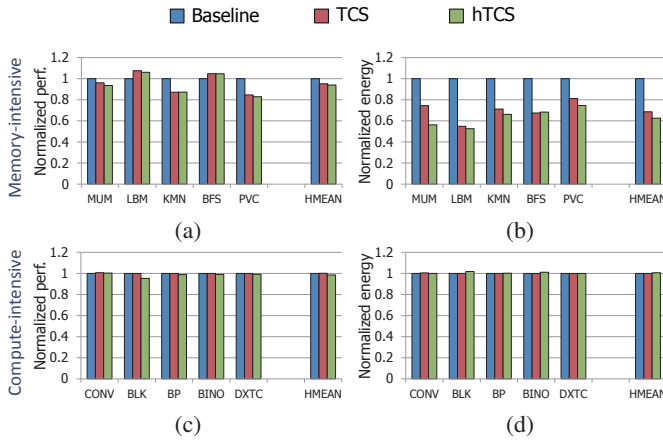 Baseline TCS hTCS
Memory-intensive
Normalized perf.
1.2
1
0.8
0.6
0.4
0.2
0
MUM LBM KMN BFS PVC HMEAN
(a)
Normalized energy
1.2
1
0.8
0.6
0.4
0.2
0
MUM LBM KMN BFS PVC HMEAN
(b)
Compute-intensive
Normalized perf.
1.2
1
0.8
0.6
0.4
0.2
0
CONV BLK BP BINO DXTC HMEAN
(c)
Normalized energy
1.2
1
0.8
0.6
0.4
0.2
0
CONV BLK BP BINO DXTC HMEAN
(d)